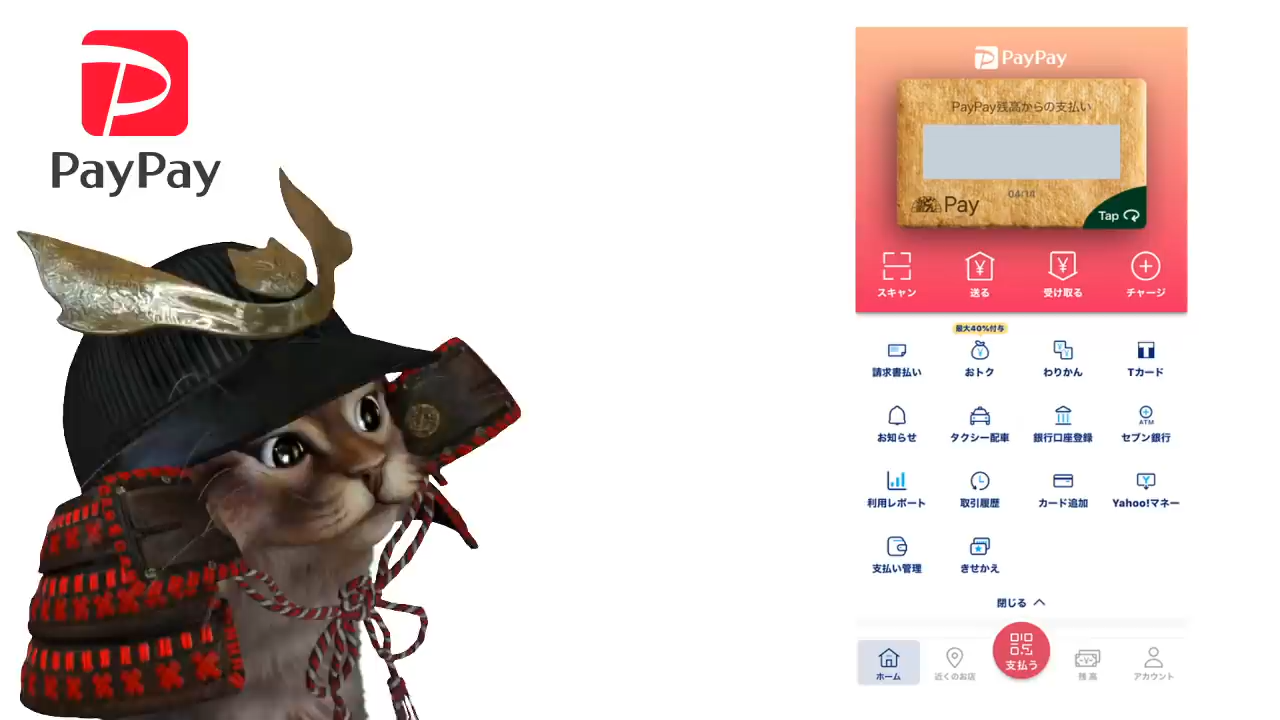 PayPay
PayPay
PayPay残高からの支払い
04/14
Pay
Tap
スキャン
送る
受け取る
チャージ
最大40%付与
請求書払い
おトク
わりかん
Tカード
お知らせ
タクシー配車
銀行口座登録
ATM
セブン銀行
利用レポート
取引履歴
カード追加
Yahoo!マネー
支払い管理
きせかえ
閉じる
ホーム
近くのお店
支払う
残高
アカウント